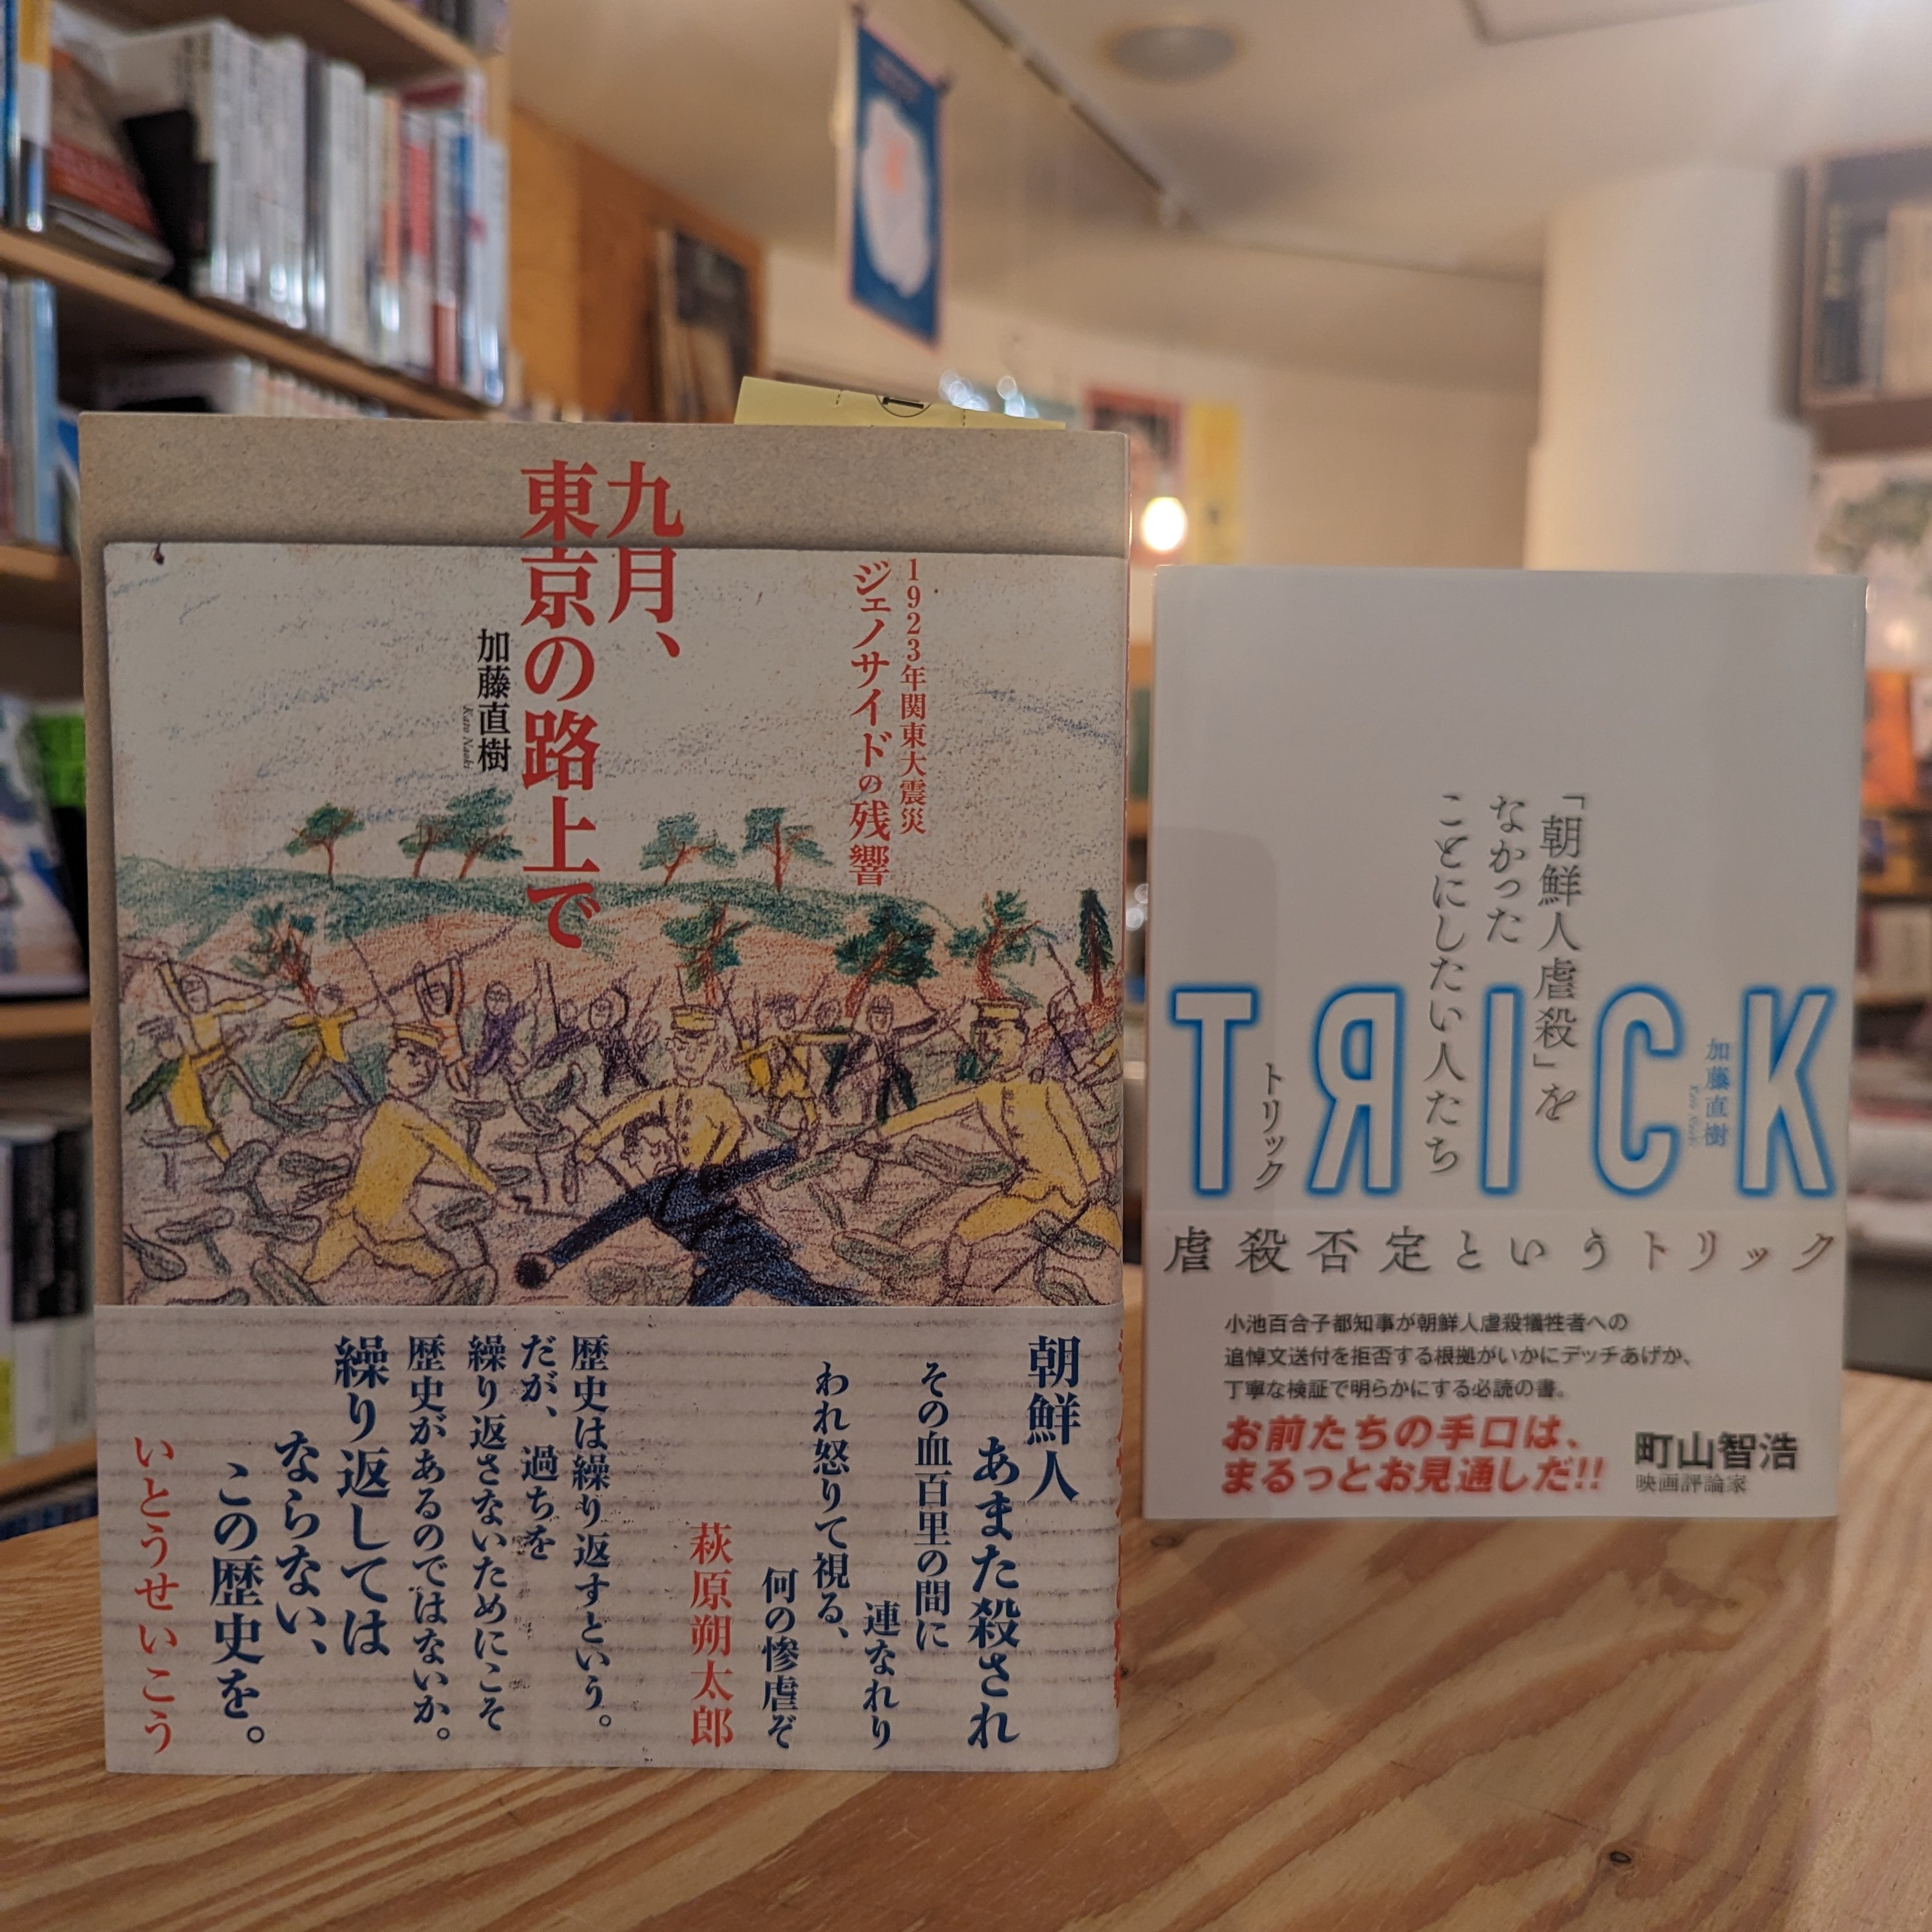 九月、
東京の路上で
加藤直樹
Kato Naoki
1923年関東大震災
ジェノサイドの残響
朝鮮人
あまた殺され
その血百里の間に
連なれり
われ怒りて視る、
何の惨虐ぞ
萩原朔太郎
歴史は繰り返すという。
だが、過ちを
繰り返さないためにこそ
歴史があるのではないか。
繰り返しては
ならない、
この歴史を。
いとうせいこう
「朝鮮人虐殺」を
なかった
ことにしたい人たち
TRICK
トリック
加藤直樹
Kato Naoki
虐殺否定というトリック
小池百合子都知事が朝鮮人虐殺犠牲者への
追悼文送付を拒否する根拠がいかにデッチあげか、
丁寧な検証で明らかにする必読の書。
お前たちの手口は、
まるっとお見通しだ!!
町山智浩
映画評論家